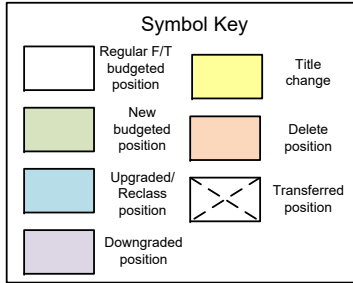 Symbol Key
Regular F/T
budgeted
position
New
budgeted
position
Upgraded/
Reclass
position
Downgraded
position
Title
change
Delete
position
Transferred
position